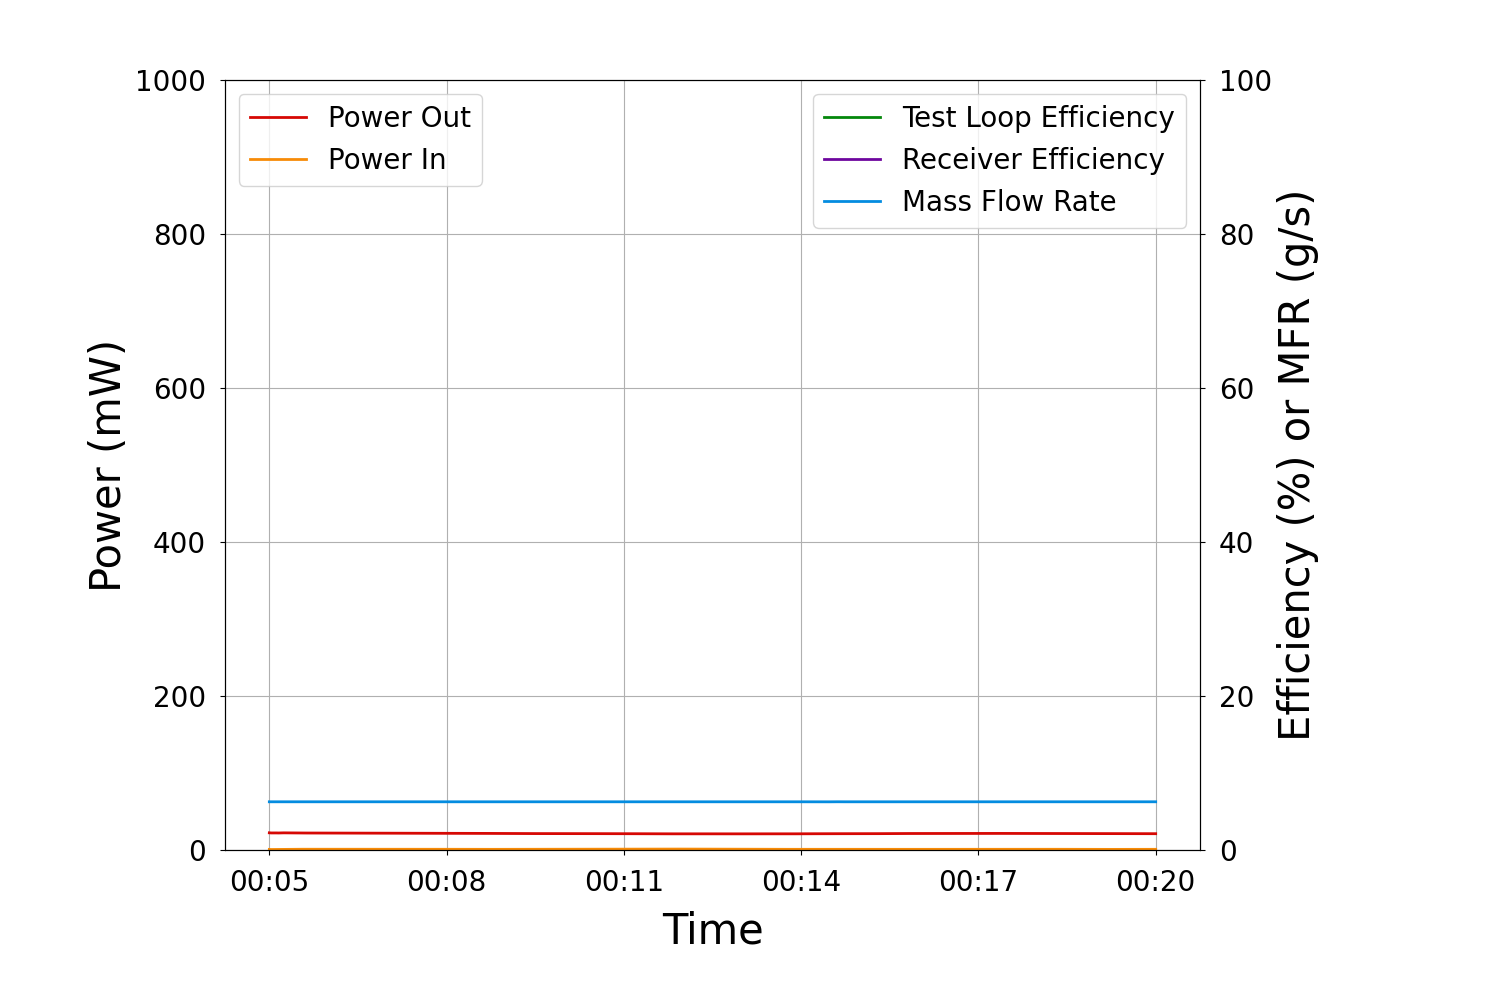 1000
800
600
400
200
0
Power (mW)
Power Out
Power In
Test Loop Efficiency
Receiver Efficiency
Mass Flow Rate
100
80
60
40
20
0
Efficiency (%) or MFR (g/s)
00:05 00:08 00:11 00:14 00:17 00:20
Time